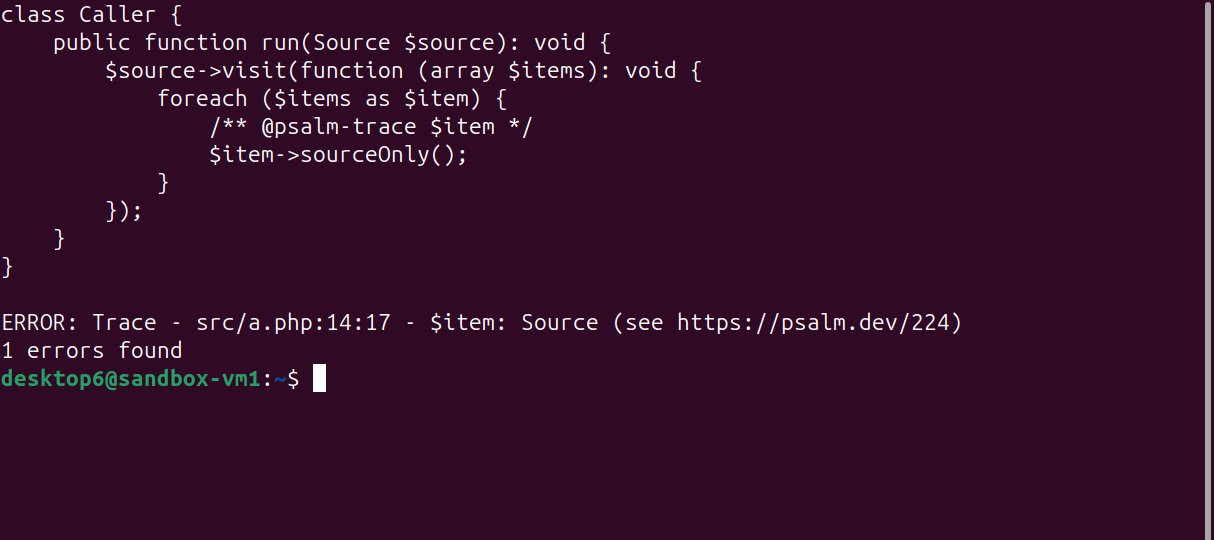 class Caller {
    public function run(Source $source): void {
        $source->visit(function (array $items): void {
            foreach ($items as $item) {
                /** @psalm-trace $item */
                $item->sourceOnly();
            }
        });
    }
}

ERROR: Trace - src/a.php:14:17 - $item: Source (see https://psalm.dev/224)
1 errors found
desktop6@sandbox-vm1:~$